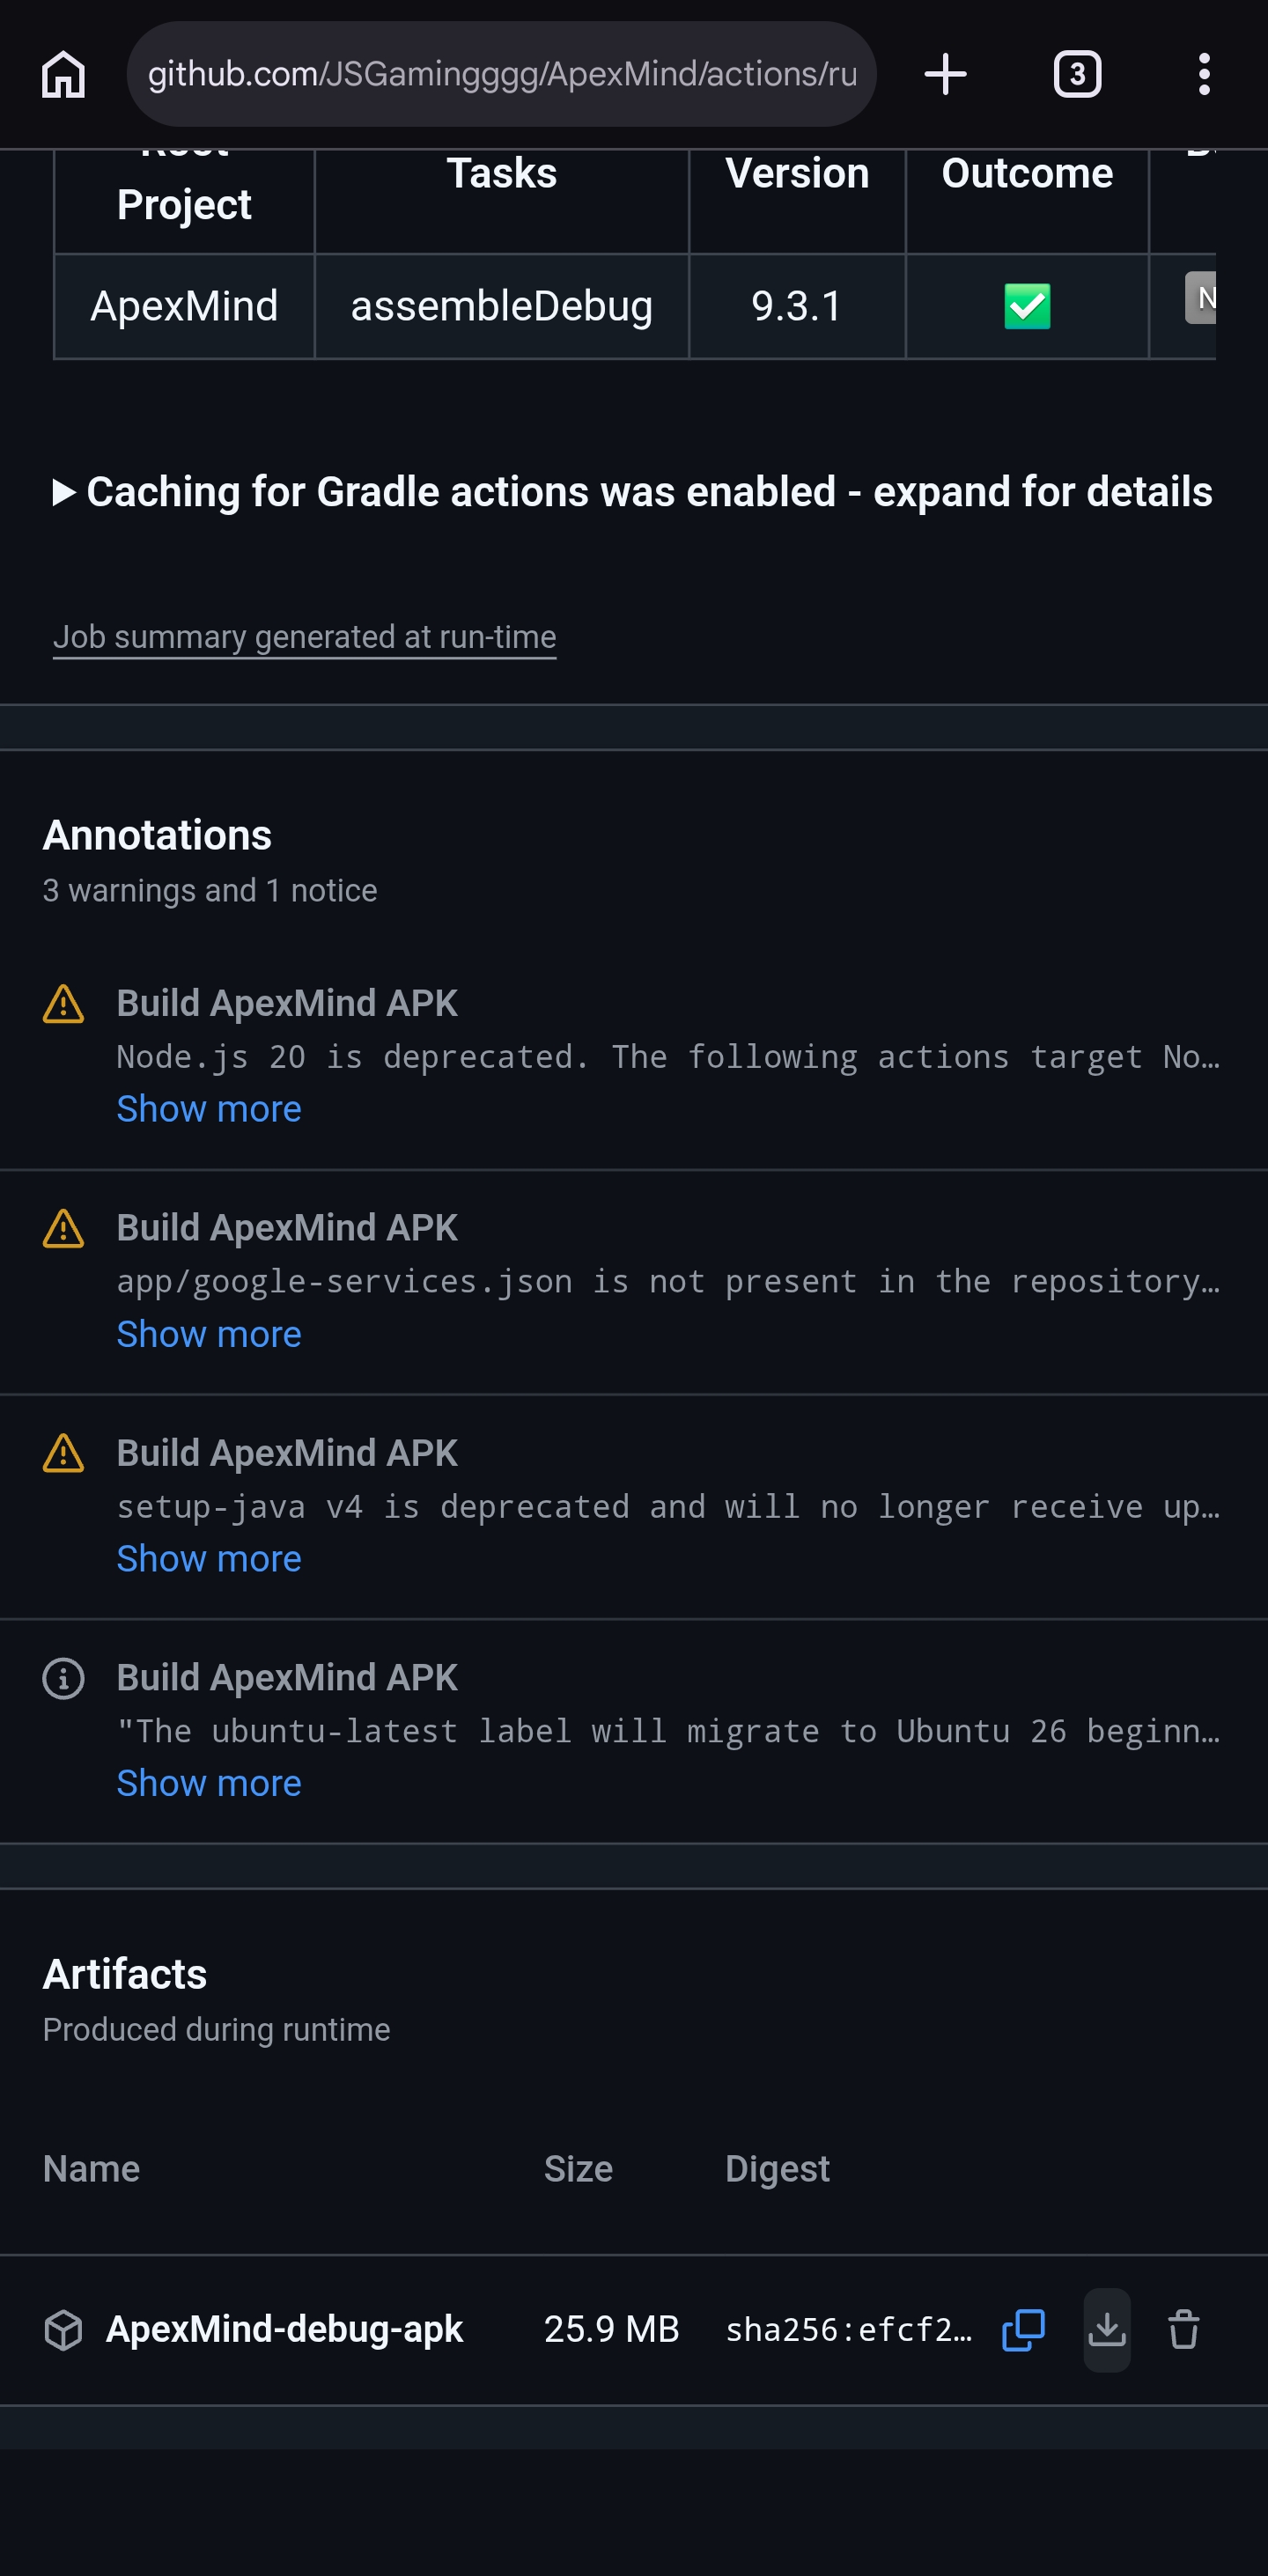 github.com/JSGamingggg/ApexMind/actions/ru
3
Project
Tasks
Version
Outcome
ApexMind
assembleDebug
9.3.1
Caching for Gradle actions was enabled - expand for details
Job summary generated at run-time
Annotations
3 warnings and 1 notice
Build ApexMind APK
Node.js 20 is deprecated. The following actions target No…
Show more
Build ApexMind APK
app/google-services.json is not present in the repository…
Show more
Build ApexMind APK
setup-java v4 is deprecated and will no longer receive up…
Show more
Build ApexMind APK
"The ubuntu-latest label will migrate to Ubuntu 26 beginn…
Show more
Artifacts
Produced during runtime
Name
Size
Digest
ApexMind-debug-apk
25.9 MB
sha256:efcf2…